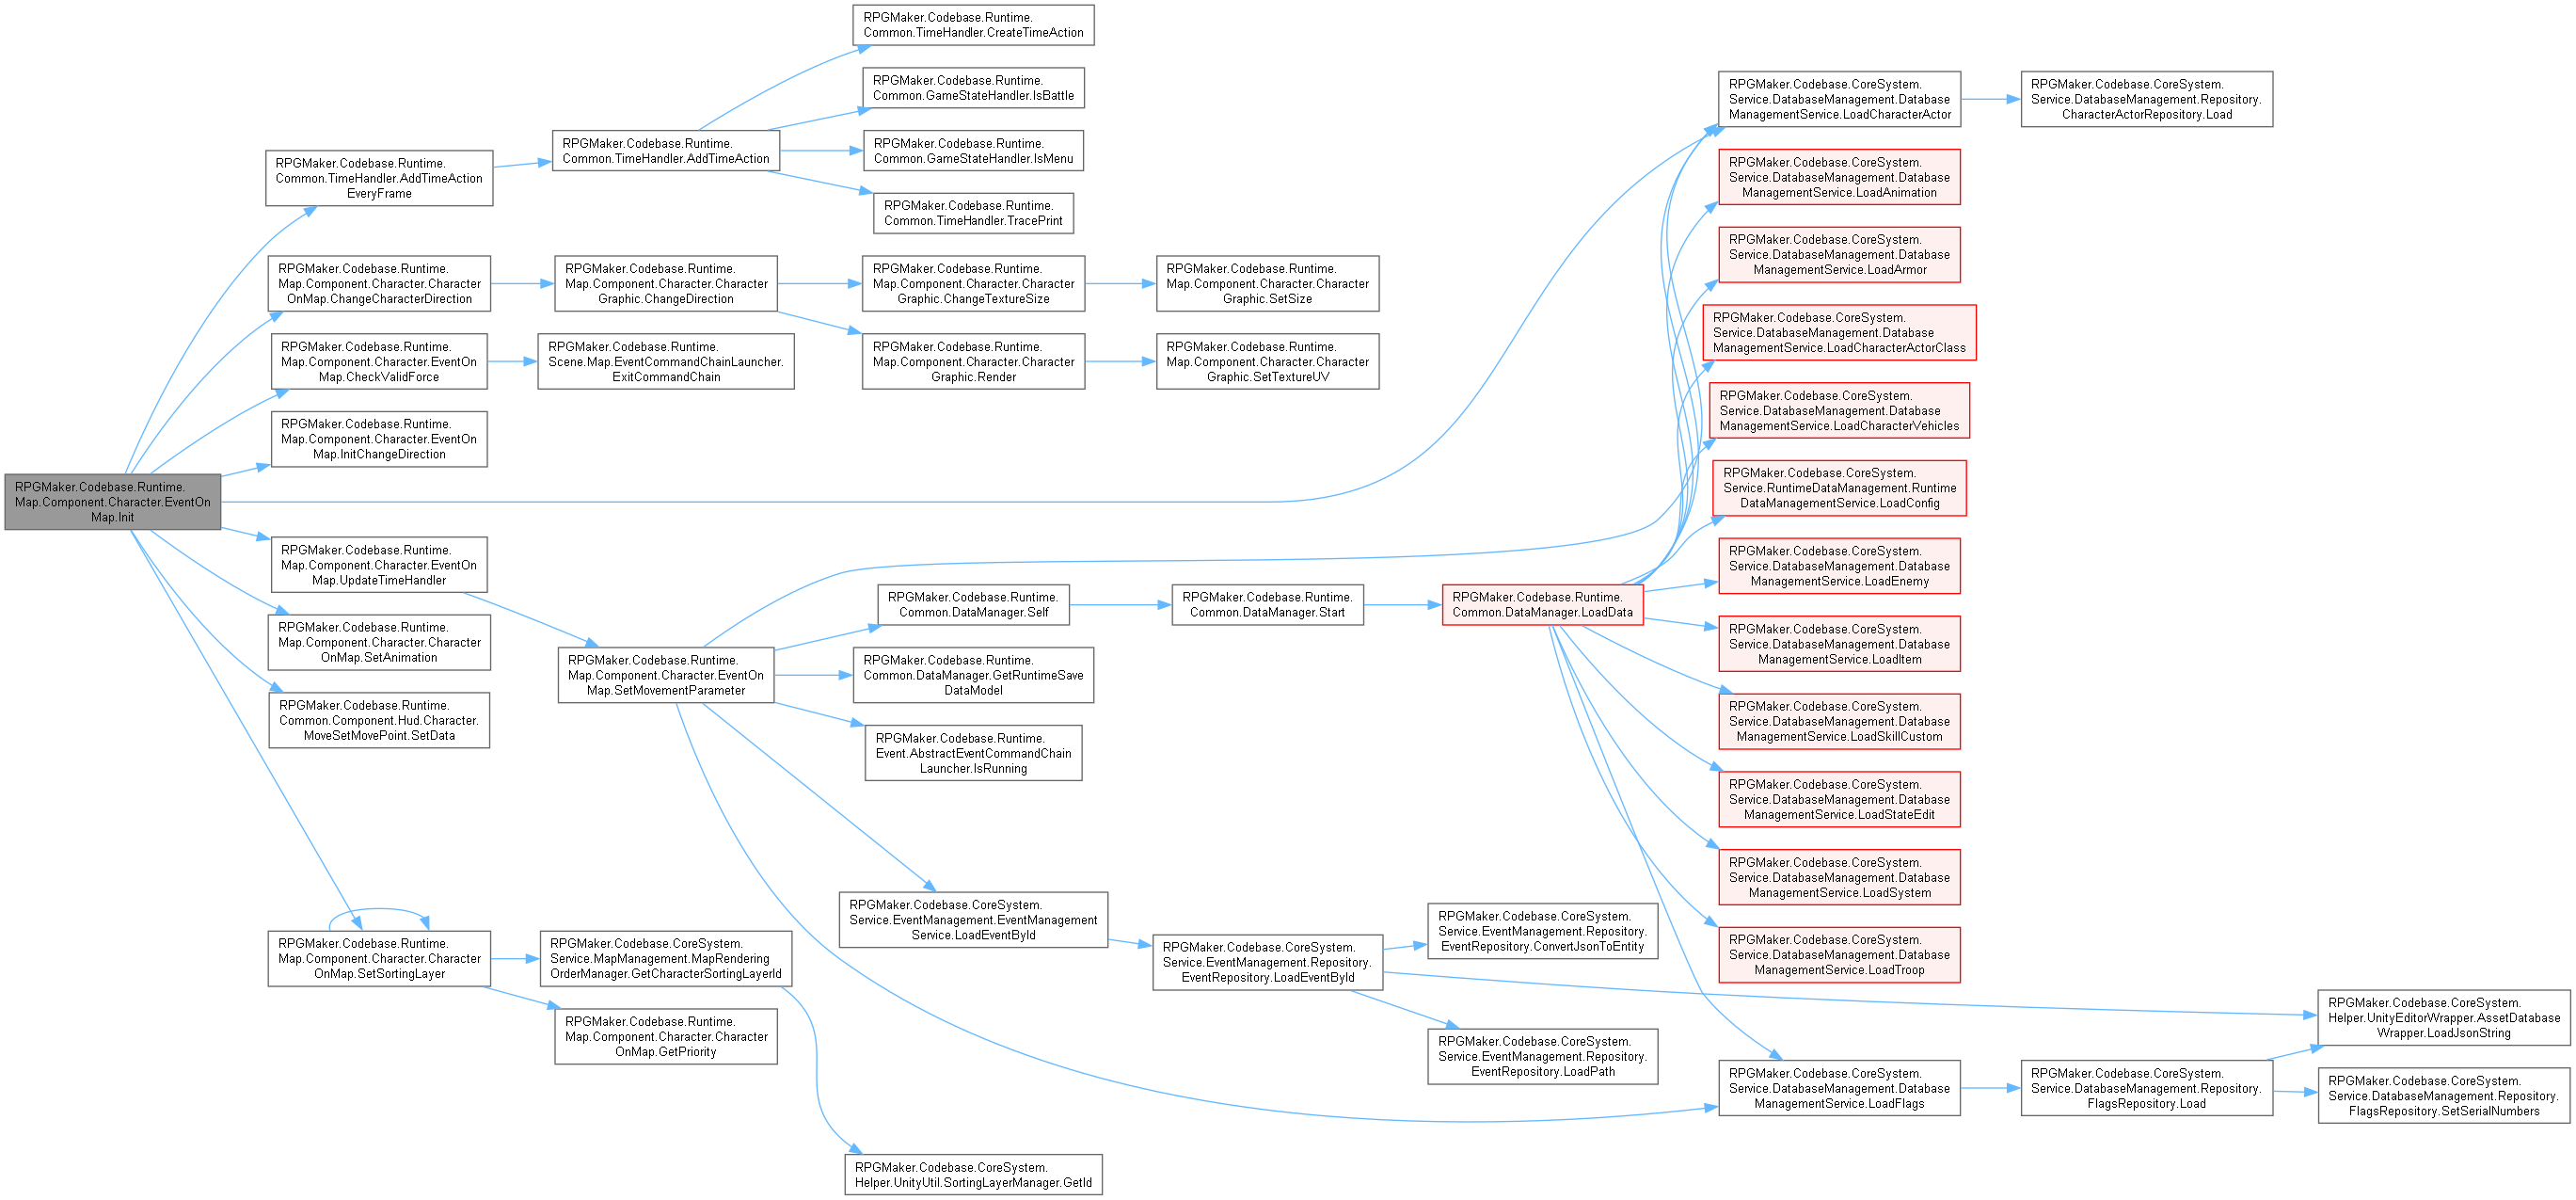 RPGMaker.Codebase.Runtime.
Map.Component.Character.EventOn
Map.Init
RPGMaker.Codebase.Runtime.
Common.TimeHandler.AddTimeAction
EveryFrame
RPGMaker.Codebase.Runtime.
Common.TimeHandler.AddTimeAction
RPGMaker.Codebase.Runtime.
Common.TimeHandler.CreateTimeAction
RPGMaker.Codebase.Runtime.
Common.GameStateHandler.IsBattle
RPGMaker.Codebase.Runtime.
Common.GameStateHandler.IsMenu
RPGMaker.Codebase.Runtime.
Common.TimeHandler.TracePrint
RPGMaker.Codebase.Runtime.
Map.Component.Character.Character
OnMap.ChangeCharacterDirection
RPGMaker.Codebase.Runtime.
Map.Component.Character.Character
Graphic.ChangeDirection
RPGMaker.Codebase.Runtime.
Map.Component.Character.Character
Graphic.ChangeTextureSize
RPGMaker.Codebase.Runtime.
Map.Component.Character.Character
Graphic.SetSize
RPGMaker.Codebase.Runtime.
Map.Component.Character.Character
Graphic.Render
RPGMaker.Codebase.Runtime.
Map.Component.Character.Character
Graphic.SetTextureUV
RPGMaker.Codebase.Runtime.
Map.Component.Character.EventOn
Map.CheckValidForce
RPGMaker.Codebase.Runtime.
Scene.Map.EventCommandChainLauncher.
ExitCommandChain
RPGMaker.Codebase.Runtime.
Map.Component.Character.EventOn
Map.InitChangeDirection
RPGMaker.Codebase.Runtime.
Map.Component.Character.EventOn
Map.UpdateTimeHandler
RPGMaker.Codebase.Runtime.
Map.Component.Character.Character
OnMap.SetAnimation
RPGMaker.Codebase.Runtime.
Common.Component.Hud.Character.
MoveSetMovePoint.SetData
RPGMaker.Codebase.Runtime.
Map.Component.Character.Character
OnMap.SetSortingLayer
RPGMaker.Codebase.CoreSystem.
Service.MapManagement.MapRendering
OrderManager.GetCharacterSortingLayerId
RPGMaker.Codebase.Runtime.
Map.Component.Character.Character
OnMap.GetPriority
RPGMaker.Codebase.CoreSystem.
Helper.UnityUtil.SortingLayerManager.GetId
RPGMaker.Codebase.Runtime.
Map.Component.Character.EventOn
Map.SetMovementParameter
RPGMaker.Codebase.Runtime.
Common.DataManager.Self
RPGMaker.Codebase.Runtime.
Common.DataManager.Start
RPGMaker.Codebase.Runtime.
Common.DataManager.LoadData
RPGMaker.Codebase.Runtime.
Common.DataManager.GetRuntimeSave
DataModel
RPGMaker.Codebase.Runtime.
Event.AbstractEventCommandChain
Launcher.IsRunning
RPGMaker.Codebase.CoreSystem.
Service.EventManagement.EventManagement
Service.LoadEventById
RPGMaker.Codebase.CoreSystem.
Service.EventManagement.Repository.
EventRepository.LoadEventById
RPGMaker.Codebase.CoreSystem.
Service.EventManagement.Repository.
EventRepository.ConvertJsonToEntity
RPGMaker.Codebase.CoreSystem.
Service.EventManagement.Repository.
EventRepository.LoadPath
RPGMaker.Codebase.CoreSystem.
Service.DatabaseManagement.Database
ManagementService.LoadCharacterActor
RPGMaker.Codebase.CoreSystem.
Service.DatabaseManagement.Repository.
CharacterActorRepository.Load
RPGMaker.Codebase.CoreSystem.
Service.DatabaseManagement.Database
ManagementService.LoadAnimation
RPGMaker.Codebase.CoreSystem.
Service.DatabaseManagement.Database
ManagementService.LoadArmor
RPGMaker.Codebase.CoreSystem.
Service.DatabaseManagement.Database
ManagementService.LoadCharacterActorClass
RPGMaker.Codebase.CoreSystem.
Service.DatabaseManagement.Database
ManagementService.LoadCharacterVehicles
RPGMaker.Codebase.CoreSystem.
Service.RuntimeDataManagement.Runtime
DataManagementService.LoadConfig
RPGMaker.Codebase.CoreSystem.
Service.DatabaseManagement.Database
ManagementService.LoadEnemy
RPGMaker.Codebase.CoreSystem.
Service.DatabaseManagement.Database
ManagementService.LoadItem
RPGMaker.Codebase.CoreSystem.
Service.DatabaseManagement.Database
ManagementService.LoadSkillCustom
RPGMaker.Codebase.CoreSystem.
Service.DatabaseManagement.Database
ManagementService.LoadStateEdit
RPGMaker.Codebase.CoreSystem.
Service.DatabaseManagement.Database
ManagementService.LoadSystem
RPGMaker.Codebase.CoreSystem.
Service.DatabaseManagement.Database
ManagementService.LoadTroop
RPGMaker.Codebase.CoreSystem.
Service.DatabaseManagement.Database
ManagementService.LoadFlags
RPGMaker.Codebase.CoreSystem.
Service.DatabaseManagement.Repository.
FlagsRepository.Load
RPGMaker.Codebase.CoreSystem.
Helper.UnityEditorWrapper.AssetDatabase
Wrapper.LoadJsonString
RPGMaker.Codebase.CoreSystem.
Service.DatabaseManagement.Repository.
FlagsRepository.SetSerialNumbers